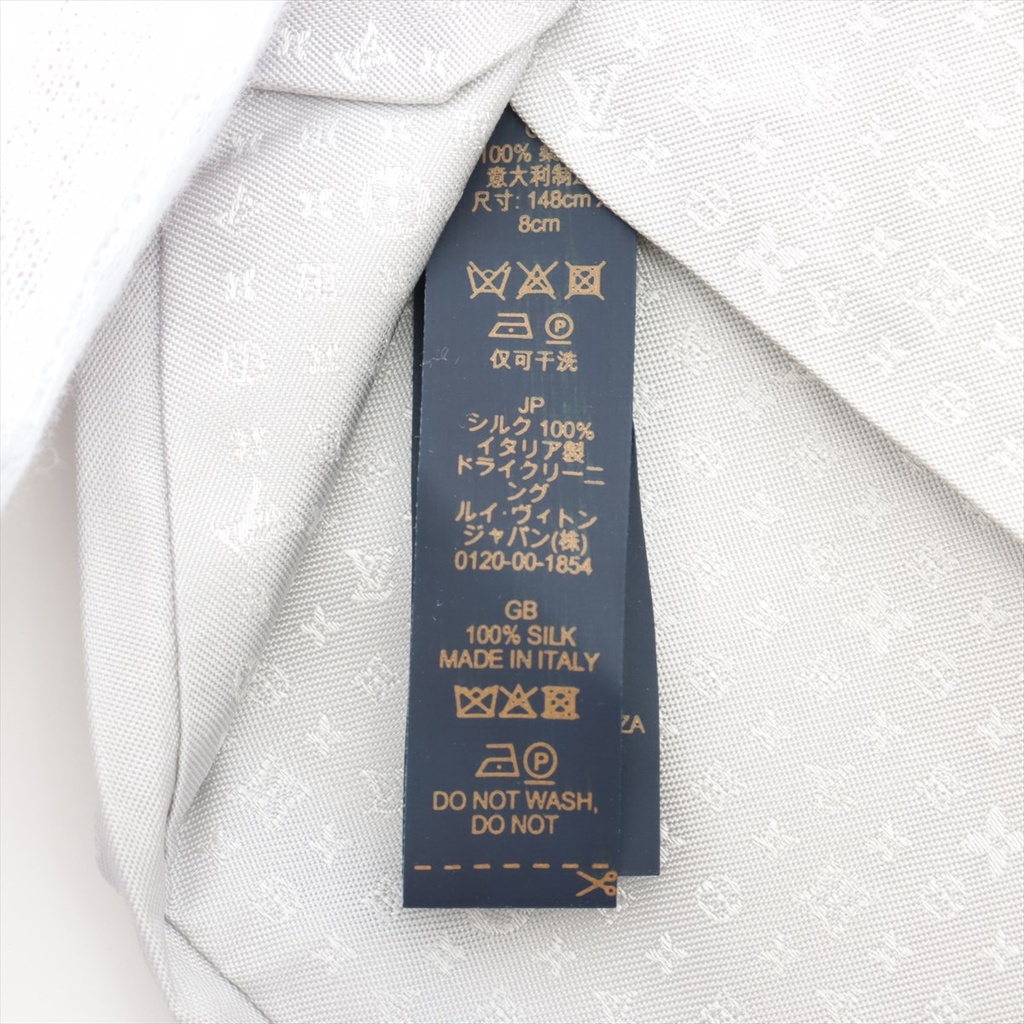 100%
意大利制
尺寸: 148cm x
8cm
P
仅可干洗
JP
シルク 100%
イタリア製
ドライクリーニ
ング
ルイ・ヴィトン
ジャパン(株)
0120-00-1854
GB
100% SILK
MADE IN ITALY
ZA
P
DO NOT WASH,
DO NOT